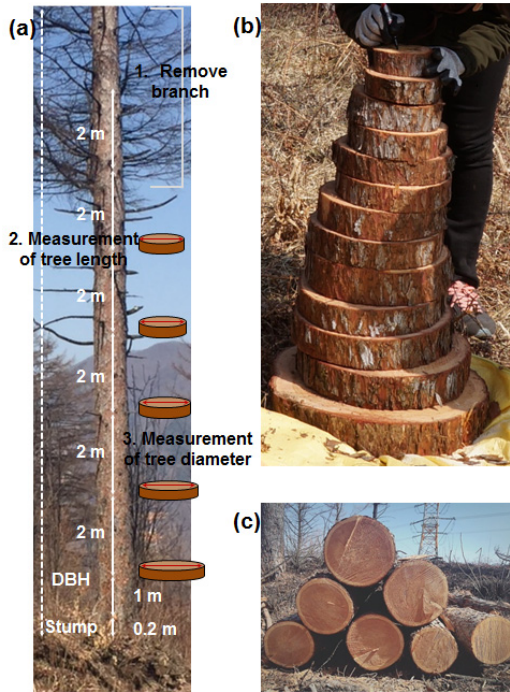 (a)
1. Remove
branch
2 m
2 m
2. Measurement
of tree length
2 m
2 m
3. Measurement
of tree diameter
2 m
2 m
DBH
1 m
Stump
0.2 m
(b)
(c)